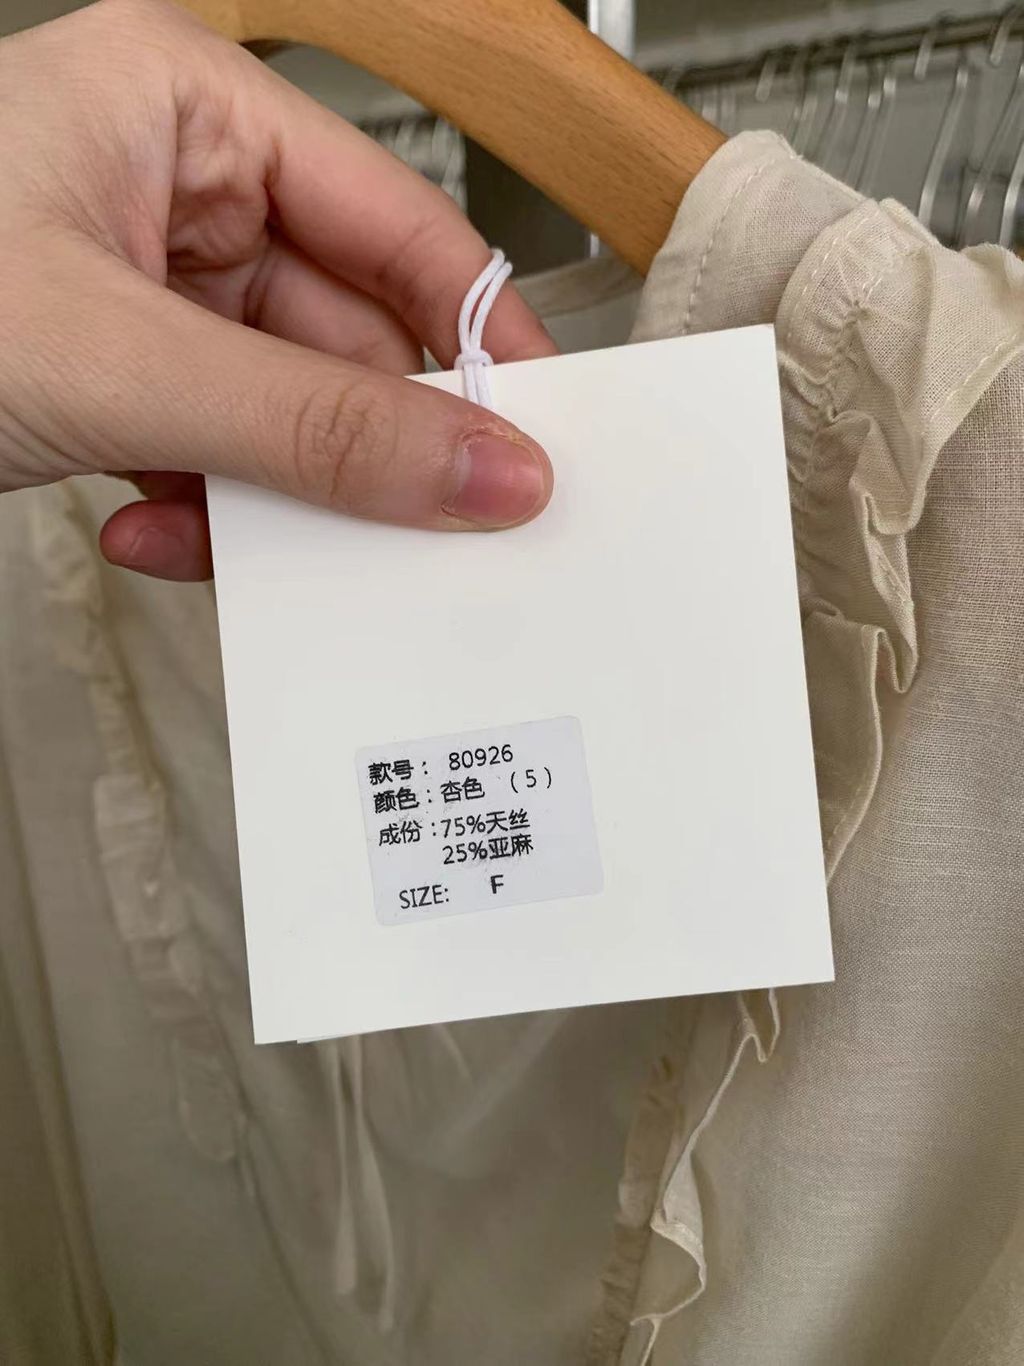 款号： 80926
颜色：杏色 （5）
成份：75%天丝
25%亚麻
SIZE: F